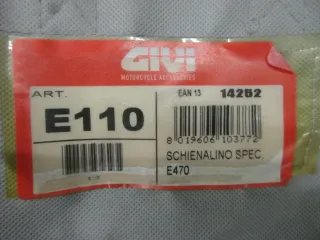 GIVI
MOTORCYCLE ACCESSORIES
ART.
E110
EAN 13 14252
8 019606 103772
SCHIENALINO SPEC.
E470